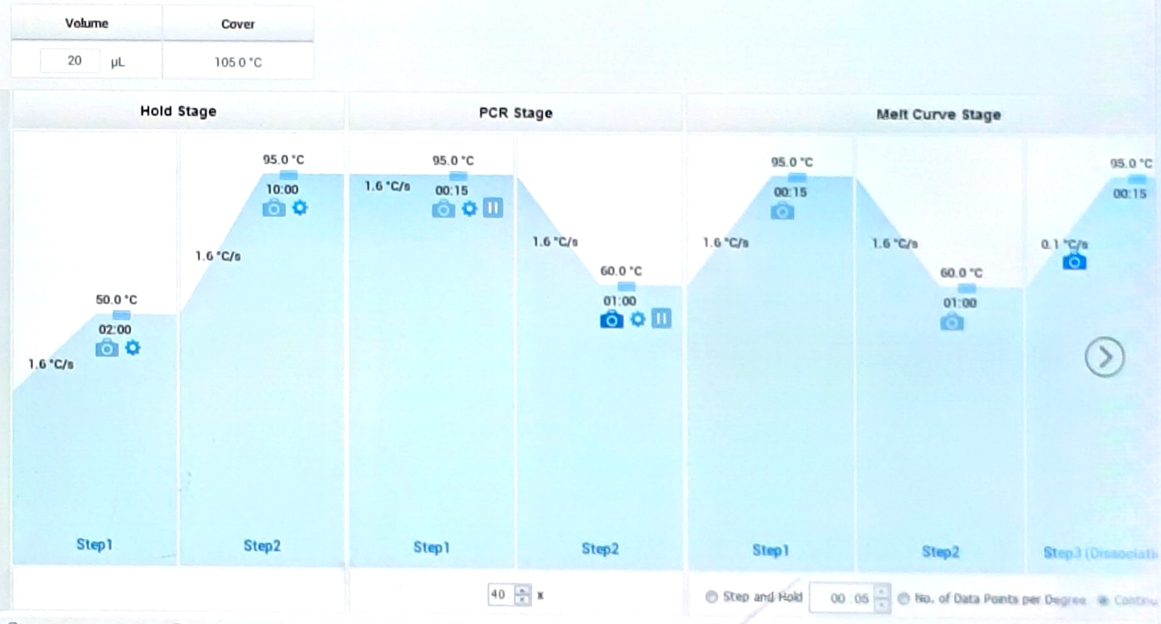 Volume Cover
20 µL 105.0 °C
Hold Stage PCR Stage Melt Curve Stage
95.0 °C 95.0 °C 95.0 °C 95.0 °C
10:00 1.6 °C/s 00:15 00:15 00:15
1.6 °C/s 1.6 °C/s 1.6 °C/s 1.6 °C/s 0.1 °C/s
60.0 °C 60.0 °C
50.0 °C 01:00 01:00
02:00
1.6 °C/s
Step1 Step2 Step1 Step2 Step1 Step2 Step3 (Dissociati
40 x Step and Hold 00:05 No. of Data Points per Degree Continu